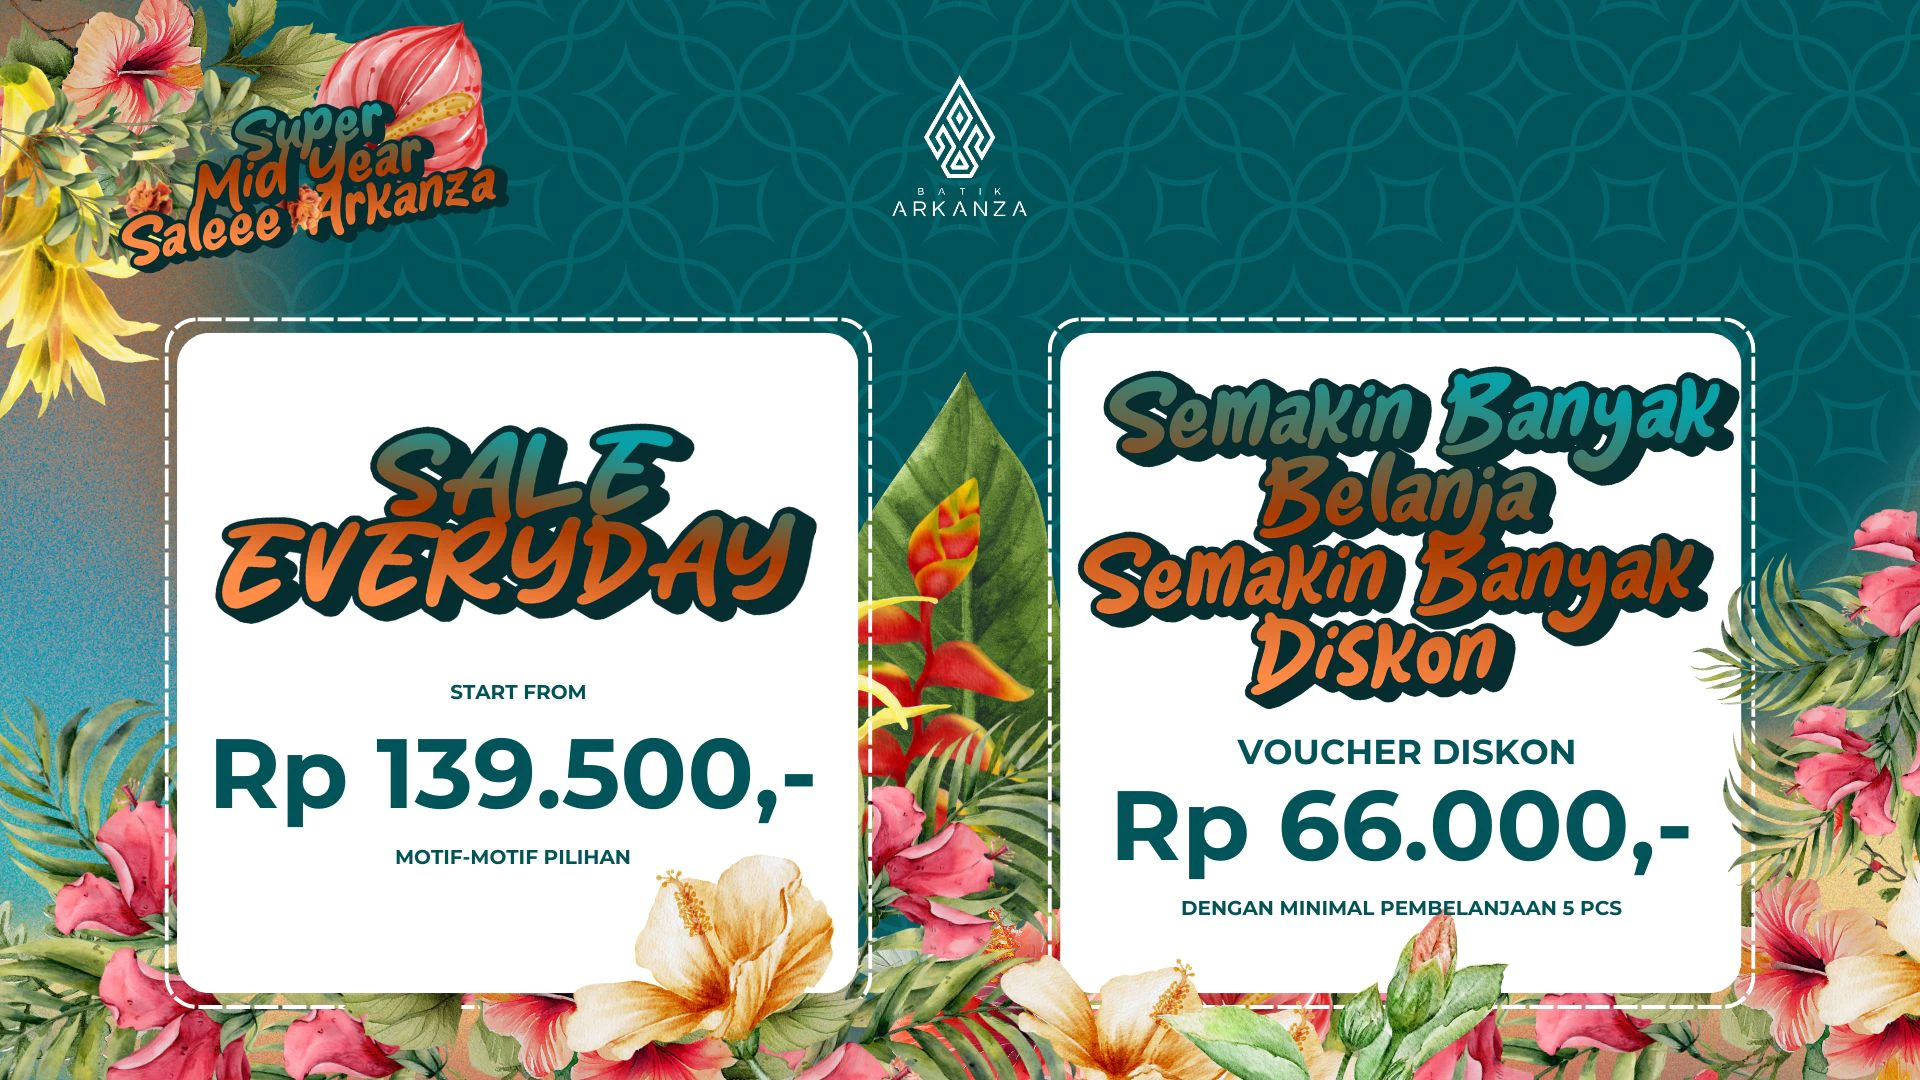 Super
Mid Year
Saleee Arkanza
BATIK
ARKANZA
SALE
EVERYDAY
START FROM
Rp 139.500,-
MOTIF-MOTIF PILIHAN
Semakin Banyak
Belanja
Semakin Banyak
Diskon
VOUCHER DISKON
Rp 66.000,-
DENGAN MINIMAL PEMBELANJAAN 5 PCS